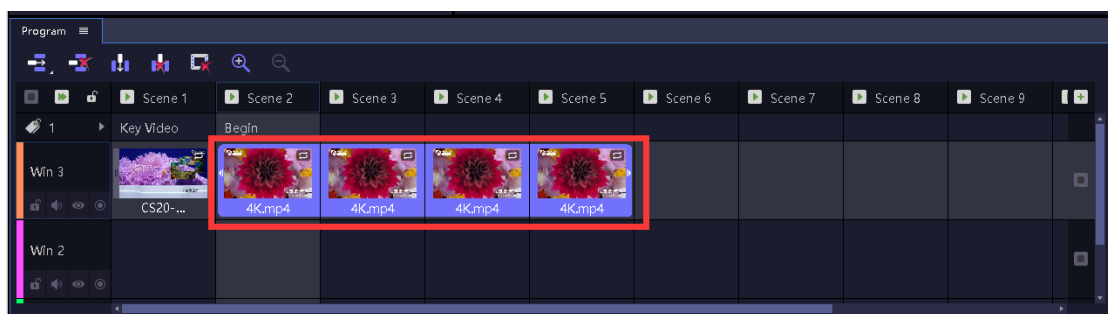 Program
Scene 1 Scene 2 Scene 3 Scene 4 Scene 5 Scene 6 Scene 7 Scene 8 Scene 9
1 Key Video Begin
Win 3
CS20-... 4K.mp4 4K.mp4 4K.mp4 4K.mp4
Win 2